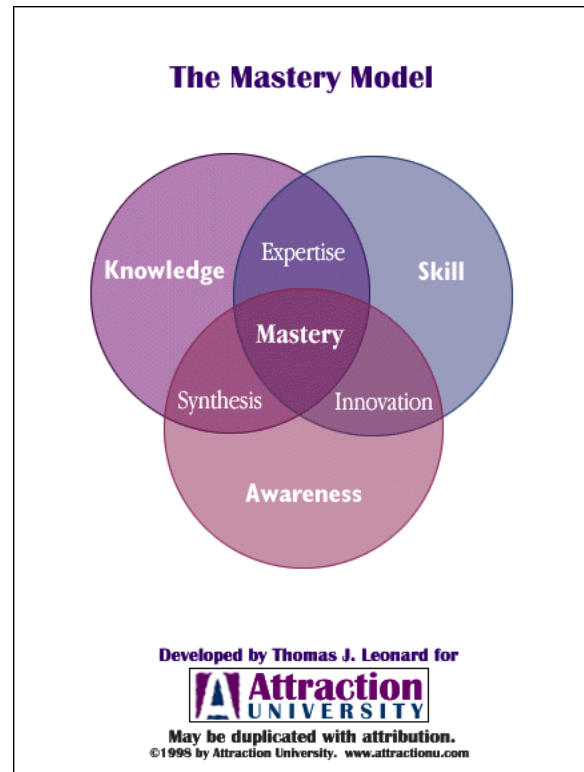 The Mastery Model
Expertise
Knowledge
Skill
Mastery
Synthesis
Innovation
Awareness
Developed by Thomas J. Leonard for
Attraction
UNIVERSITY
May be duplicated with attribution.
©1998 by Attraction University. www.attractionu.com